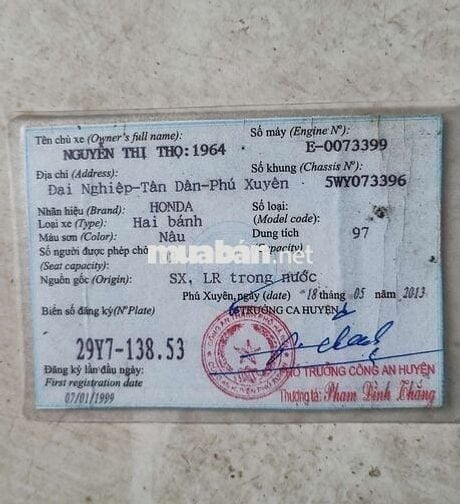 Tên chủ xe (Owner's full name): Số máy (Engine Nº):
NGUYỄN THỊ THỌ:1964 E-0073399
Địa chỉ (Address): Số khung (Chassis Nº)
Đại Nghiệp-Tân Dân-Phú Xuyên 5WY073396
Nhãn hiệu (Brand): HONDA Số loại:
Loại xe (Type): Hai bánh (Model code):
Màu sơn (Color): Nâu Dung tích 97
Số người được phép chở
muaban.net
(Seat capacity): (Capacity)
Nguồn gốc (Origin): SX, LR trong nước
Phú Xuyên, ngày (date) 18 tháng 05 năm 2013
Biển số đăng ký(Nº Plate) TRƯỞNG CA HUYỆN
29Y7-138.53
Đăng ký lần đầu ngày:
First registration date
07/01/1999
PHÓ TRƯỞNG CÔNG AN HUYỆN
Thượng tá: Phạm Đình Thăng